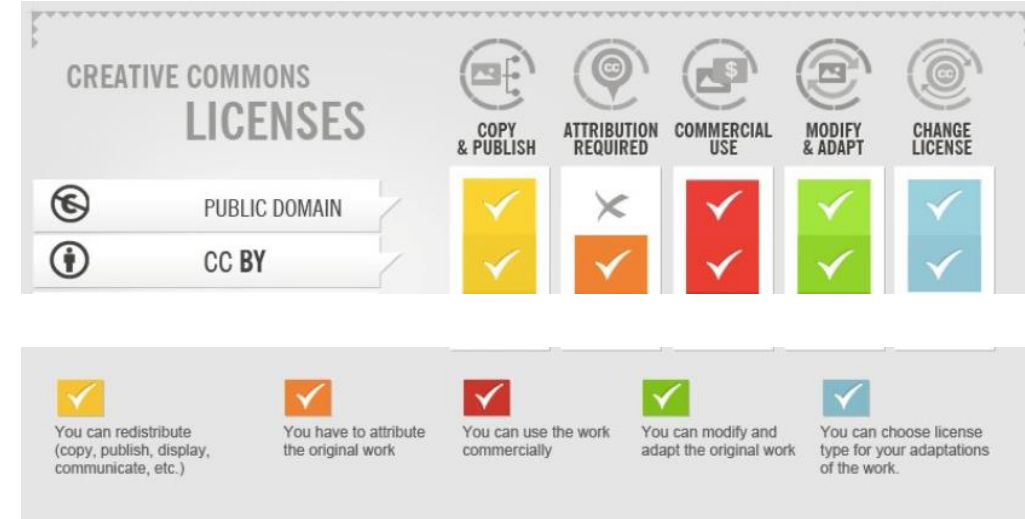 CREATIVE COMMONS
LICENSES
COPY
& PUBLISH
ATTRIBUTION
REQUIRED
COMMERCIAL
USE
MODIFY
& ADAPT
CHANGE
LICENSE
PUBLIC DOMAIN
CC BY
You can redistribute
(copy, publish, display,
communicate, etc.)
You have to attribute
the original work
You can use the work
commercially
You can modify and
adapt the original work
You can choose license
type for your adaptations
of the work.